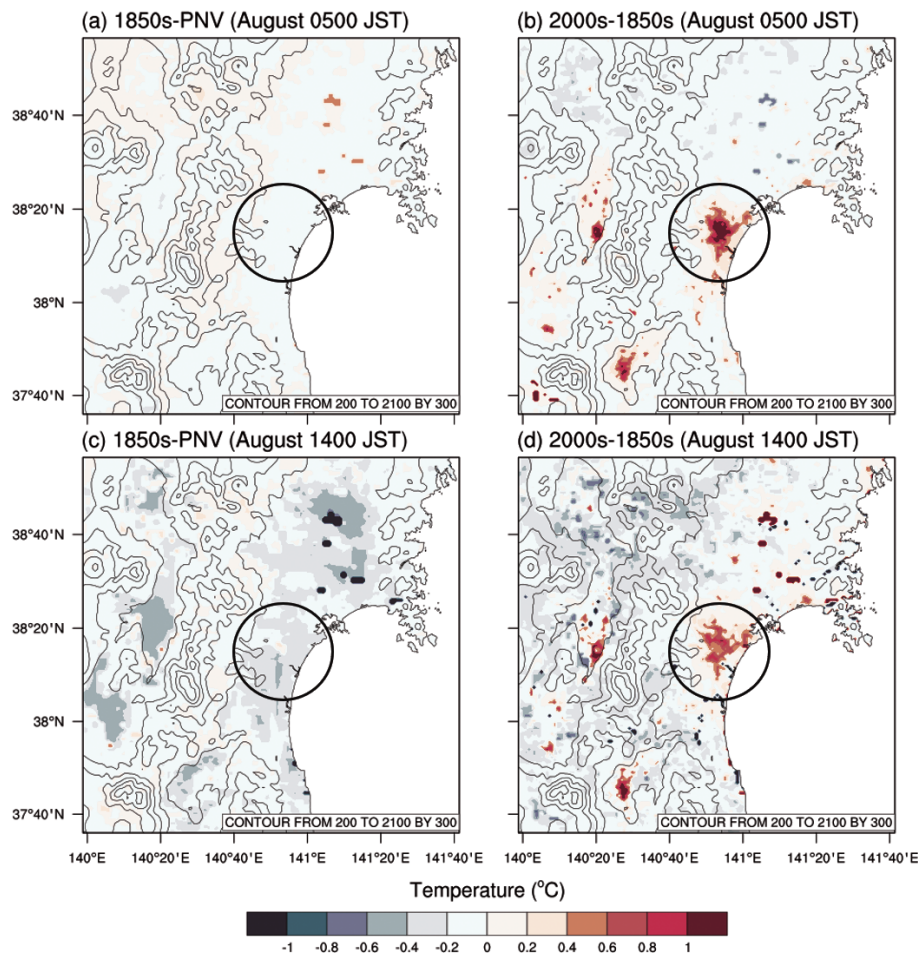 (a) 1850s-PNV (August 0500 JST)
(b) 2000s-1850s (August 0500 JST)
38°40'N
38°20'N
38°N
37°40'N
CONTOUR FROM 200 TO 2100 BY 300
CONTOUR FROM 200 TO 2100 BY 300
(c) 1850s-PNV (August 1400 JST)
(d) 2000s-1850s (August 1400 JST)
38°40'N
38°20'N
38°N
37°40'N
CONTOUR FROM 200 TO 2100 BY 300
CONTOUR FROM 200 TO 2100 BY 300
140°E 140°20'E 140°40'E 141°E 141°20'E 141°40'E
140°E 140°20'E 140°40'E 141°E 141°20'E 141°40'E
Temperature (°C)
-1 -0.8 -0.6 -0.4 -0.2 0 0.2 0.4 0.6 0.8 1